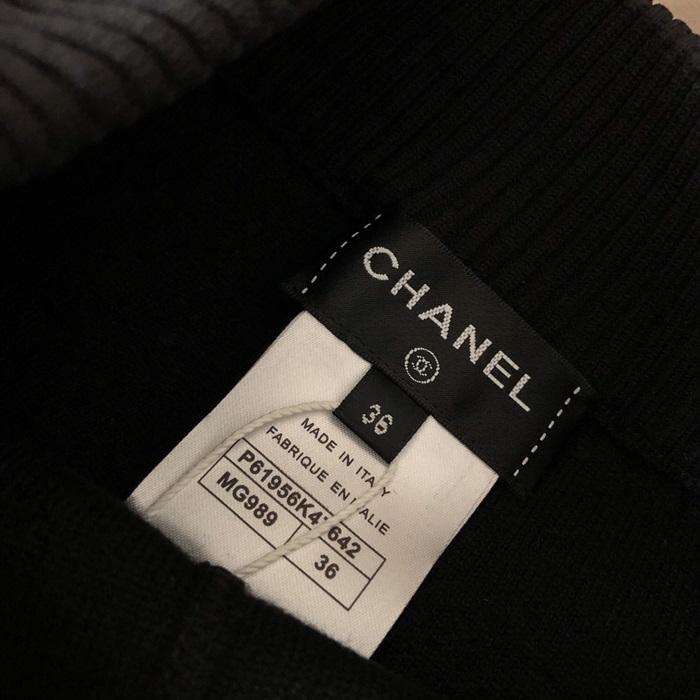 CHANEL
36
MADE IN ITALY
FABRIQUE EN ITALIE
MG989
36